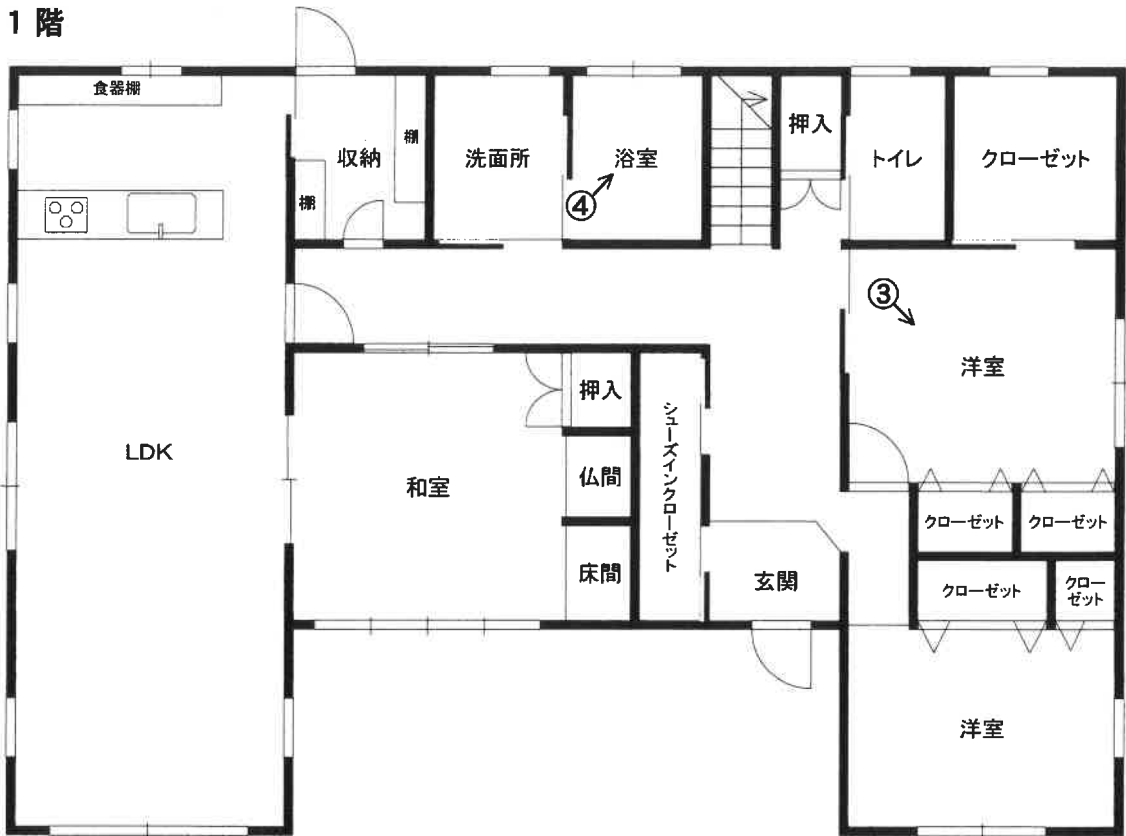 1 階
食器棚
棚
収納
棚
洗面所
浴室
④
押入
トイレ
クローゼット
③
洋室
LDK
和室
押入
仏間
床間
シューズインクローゼット
玄関
クローゼット
クローゼット
クローゼット
クロー
ゼット
洋室